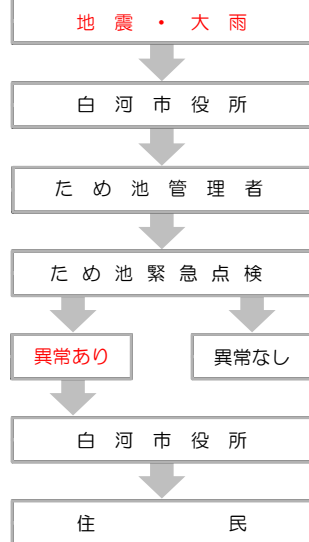 地震・大雨
白河市役所
ため池管理者
ため池緊急点検
異常あり 異常なし
白河市役所
住民